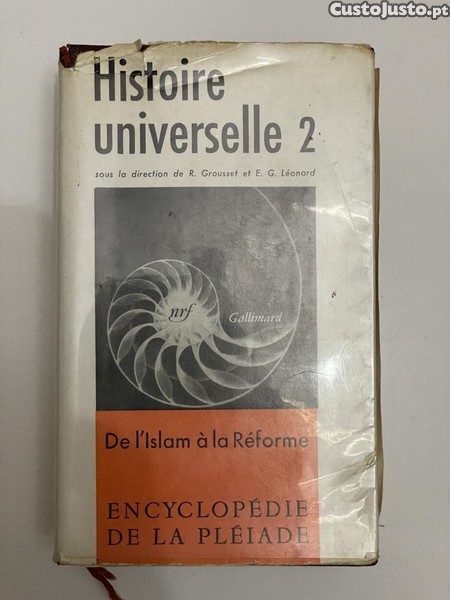 CustoJusto.pt
Histoire
universelle 2
sous la direction de R. Grousset et E. G. Léonard
nrf Gallimard
De l'Islam à la Réforme
ENCYCLOPÉDIE
DE LA PLÉIADE